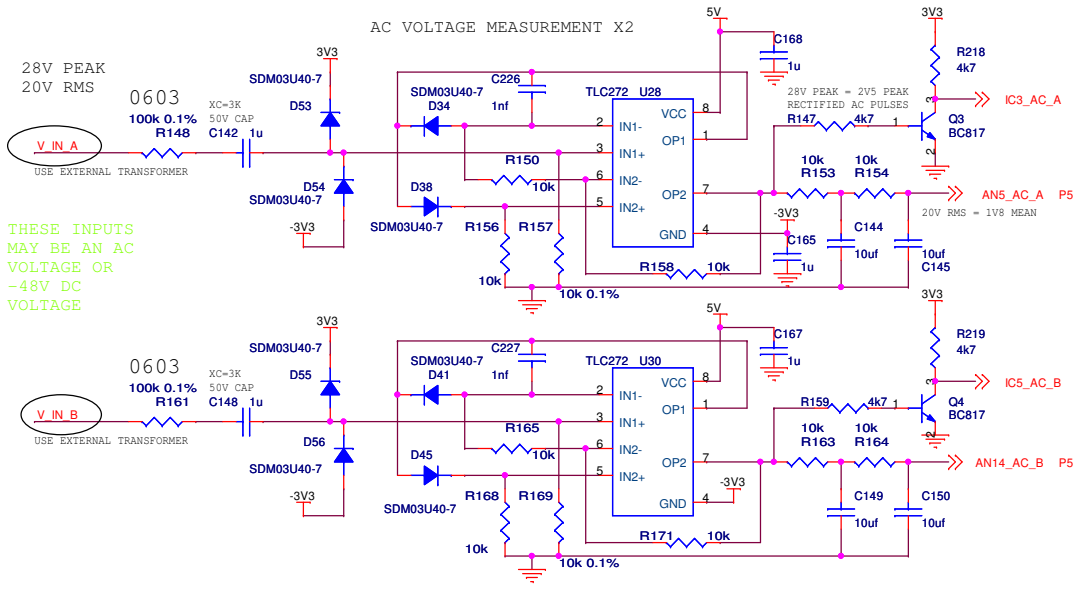 AC VOLTAGE MEASUREMENT X2
28V PEAK
20V RMS
0603
100k 0.1%
R148
XC=3K
50V CAP
C142
1u
V_IN_A
USE EXTERNAL TRANSFORMER
3V3
SDM03U40-7
D53
D54
SDM03U40-7
-3V3
THESE INPUTS
MAY BE AN AC
VOLTAGE OR
-48V DC
VOLTAGE
SDM03U40-7
D34
C226
1nf
D38
SDM03U40-7
R150
10k
R156
10k
R157
10k 0.1%
TLC272
U28
2
IN1-
3
IN1+
6
IN2-
5
IN2+
VCC
8
OP1
1
OP2
7
GND
4
5V
C168
1u
-3V3
C165
1u
R158
10k
28V PEAK = 2V5 PEAK
RECTIFIED AC PULSES
R147
4k7
3V3
R218
4k7
3
1
2
Q3
BC817
IC3_AC_A
10k
R153
10k
R154
AN5_AC_A
P5
20V RMS = 1V8 MEAN
C144
10uf
10uf
C145
0603
100k 0.1%
R161
XC=3K
50V CAP
C148
1u
V_IN_B
USE EXTERNAL TRANSFORMER
3V3
SDM03U40-7
D55
D56
SDM03U40-7
-3V3
SDM03U40-7
D41
C227
1nf
D45
SDM03U40-7
R165
10k
R168
10k
R169
10k 0.1%
TLC272
U30
2
IN1-
3
IN1+
6
IN2-
5
IN2+
VCC
8
OP1
1
OP2
7
GND
4
5V
C167
1u
-3V3
R171
10k
R159
4k7
3V3
R219
4k7
3
1
2
Q4
BC817
IC5_AC_B
10k
R163
10k
R164
AN14_AC_B
P5
C149
10uf
C150
10uf